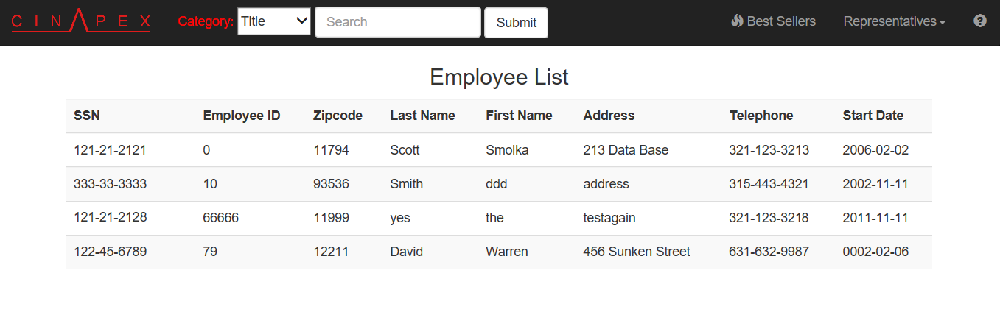 CINAPEX Category: Title Search Submit Best Sellers Representatives ?
Employee List
SSN Employee ID Zipcode Last Name First Name Address Telephone Start Date
121-21-2121 0 11794 Scott Smolka 213 Data Base 321-123-3213 2006-02-02
333-33-3333 10 93536 Smith ddd address 315-443-4321 2002-11-11
121-21-2128 66666 11999 yes the testagain 321-123-3218 2011-11-11
122-45-6789 79 12211 David Warren 456 Sunken Street 631-632-9987 0002-02-06